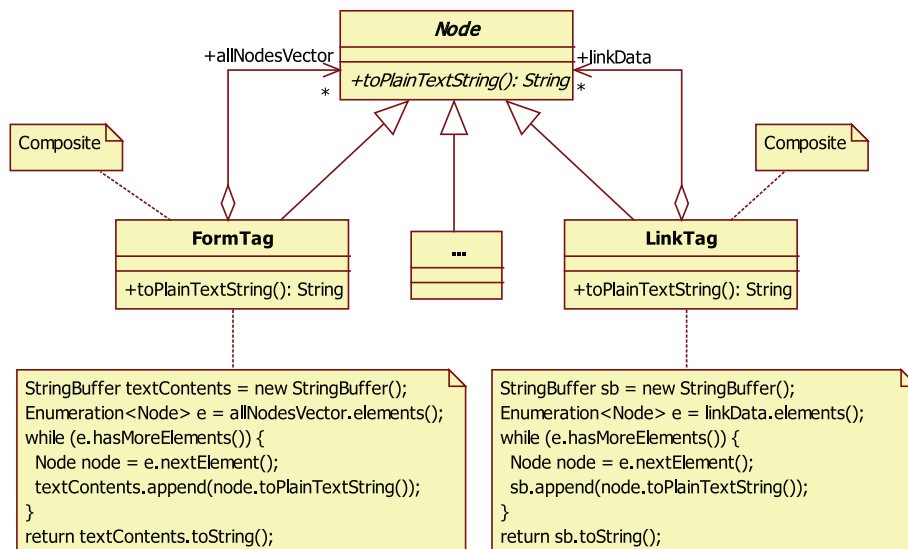 Node
+allNodesVector
+linkData
+toPlainTextString(): String
*
*
Composite
Composite
FormTag
...
LinkTag
+toPlainTextString(): String
+toPlainTextString(): String
StringBuffer textContents = new StringBuffer();
Enumeration<Node> e = allNodesVector.elements();
while (e.hasMoreElements()) {
Node node = e.nextElement();
textContents.append(node.toPlainTextString());
}
return textContents.toString();
StringBuffer sb = new StringBuffer();
Enumeration<Node> e = linkData.elements();
while (e.hasMoreElements()) {
Node node = e.nextElement();
sb.append(node.toPlainTextString());
}
return sb.toString();